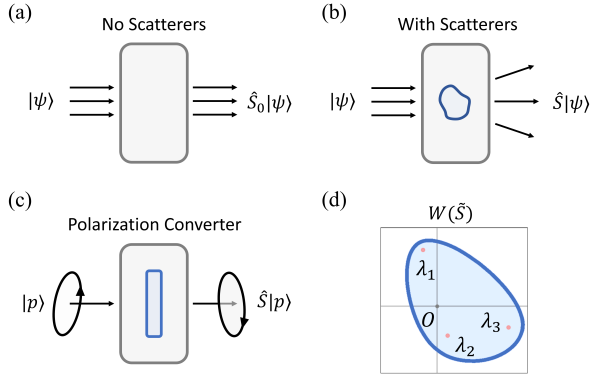 (a)
No Scatterers
|ψ⟩
Ŝ₀|ψ⟩
(b)
With Scatterers
|ψ⟩
Ŝ|ψ⟩
(c)
Polarization Converter
|p⟩
Ŝ|p⟩
(d)
W(S̃)
λ₁
O
λ₂
λ₃